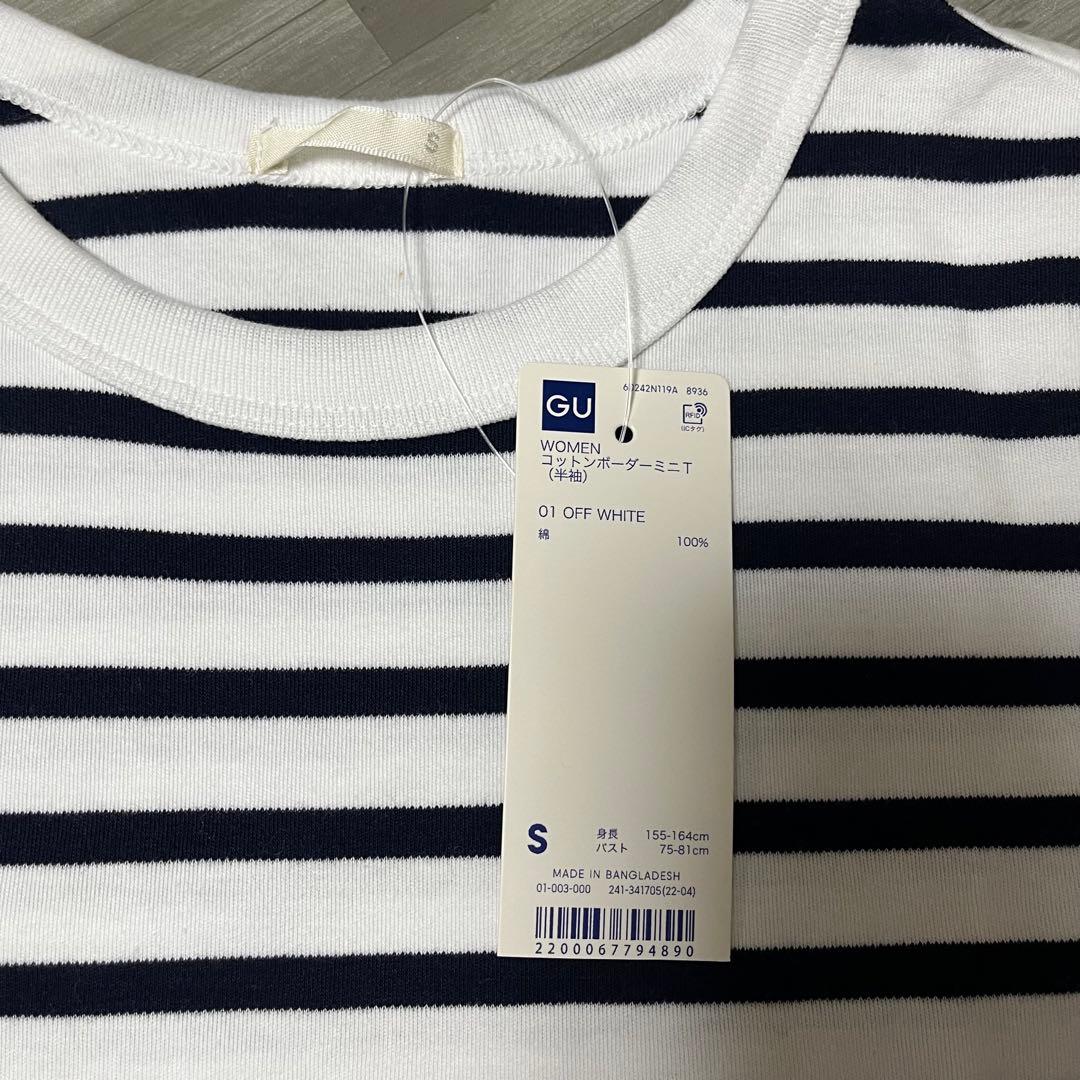 GU
60242N119A 8936
RFID
(ICタグ)
WOMEN
コットンボーダーミニT
(半袖)
01 OFF WHITE
綿 100%
S
身長 155-164cm
バスト 75-81cm
MADE IN BANGLADESH
01-003-000 241-341705(22-04)
2200067794890